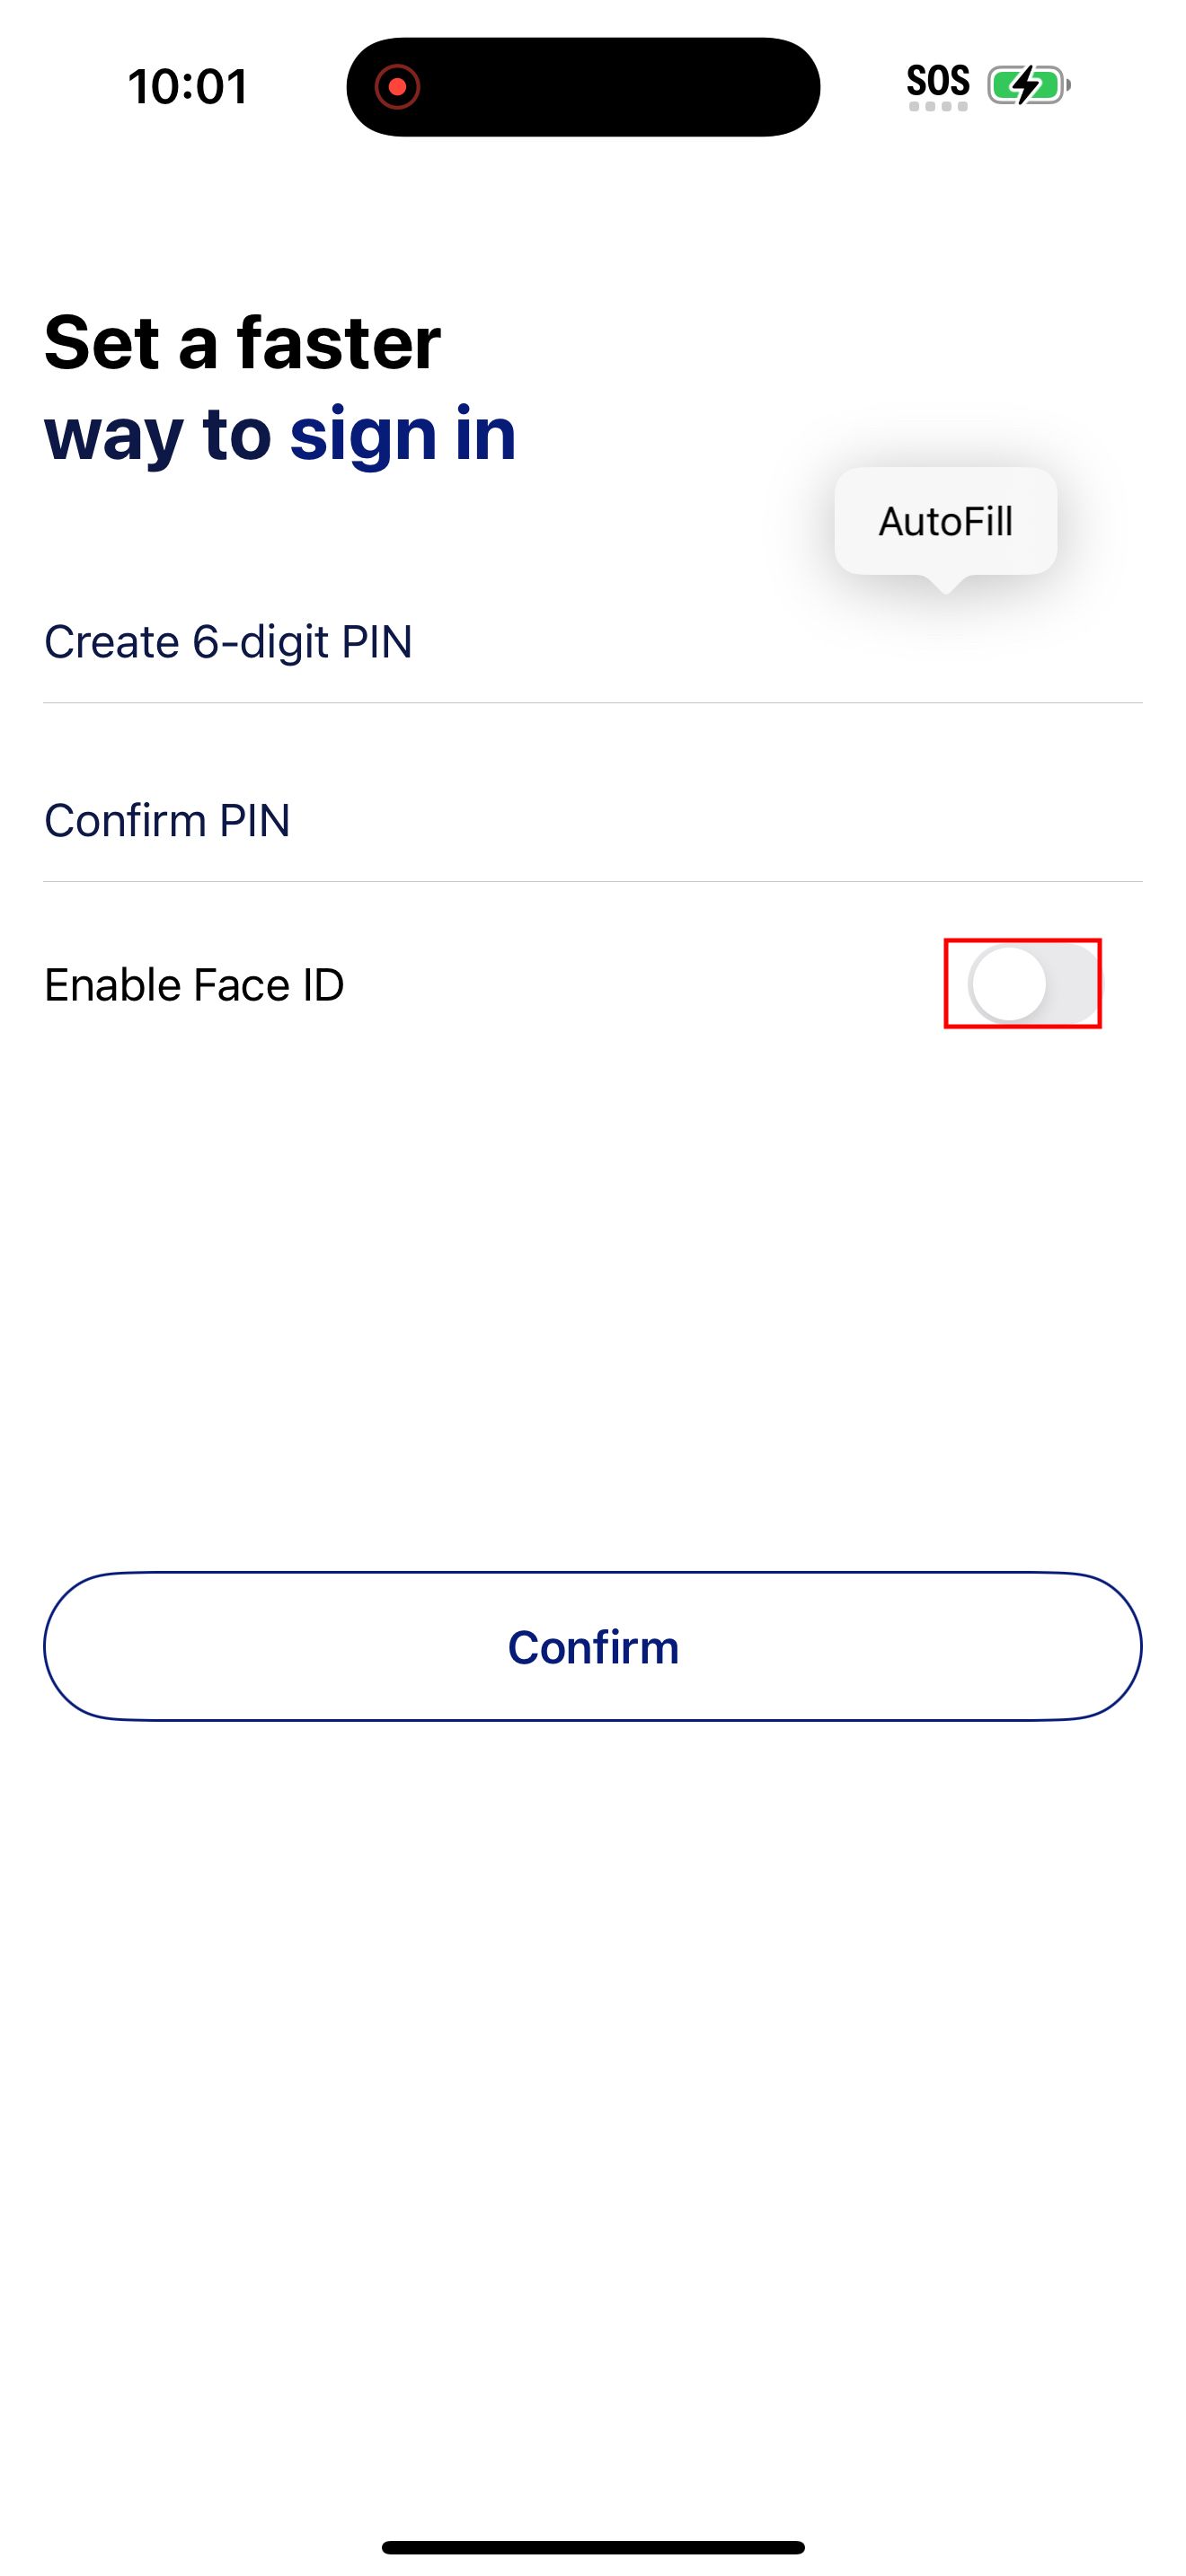 10:01
SOS
Set a faster
way to sign in
AutoFill
Create 6-digit PIN
Confirm PIN
Enable Face ID
Confirm